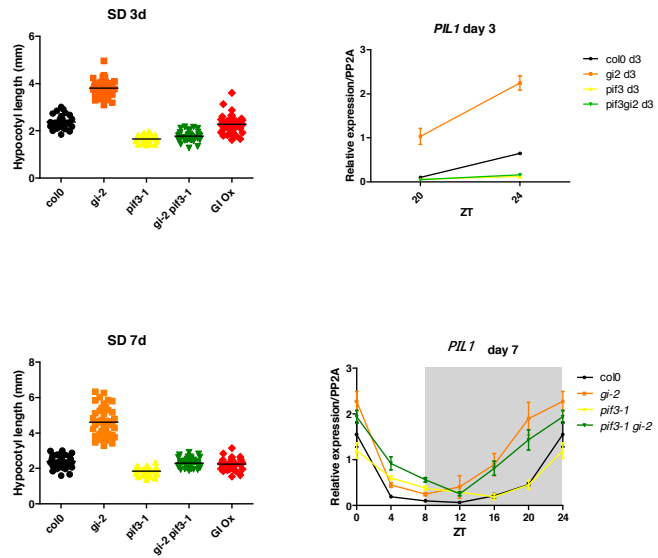 SD 3d
Hypocotyl length (mm)
6
4
2
0
col0
gi-2
pif3-1
gi-2 pif3-1
GI Ox
PIL1 day 3
Relative expression/PP2A
3
2
1
0
20
24
ZT
col0 d3
gi2 d3
pif3 d3
pif3gi2 d3
SD 7d
Hypocotyl length (mm)
8
6
4
2
0
col0
gi-2
pif3-1
gi-2 pif3-1
GI Ox
PIL1 day 7
Relative expression/PP2A
3
2
1
0
0 4 8 12 16 20 24
ZT
col0
gi-2
pif3-1
pif3-1 gi-2